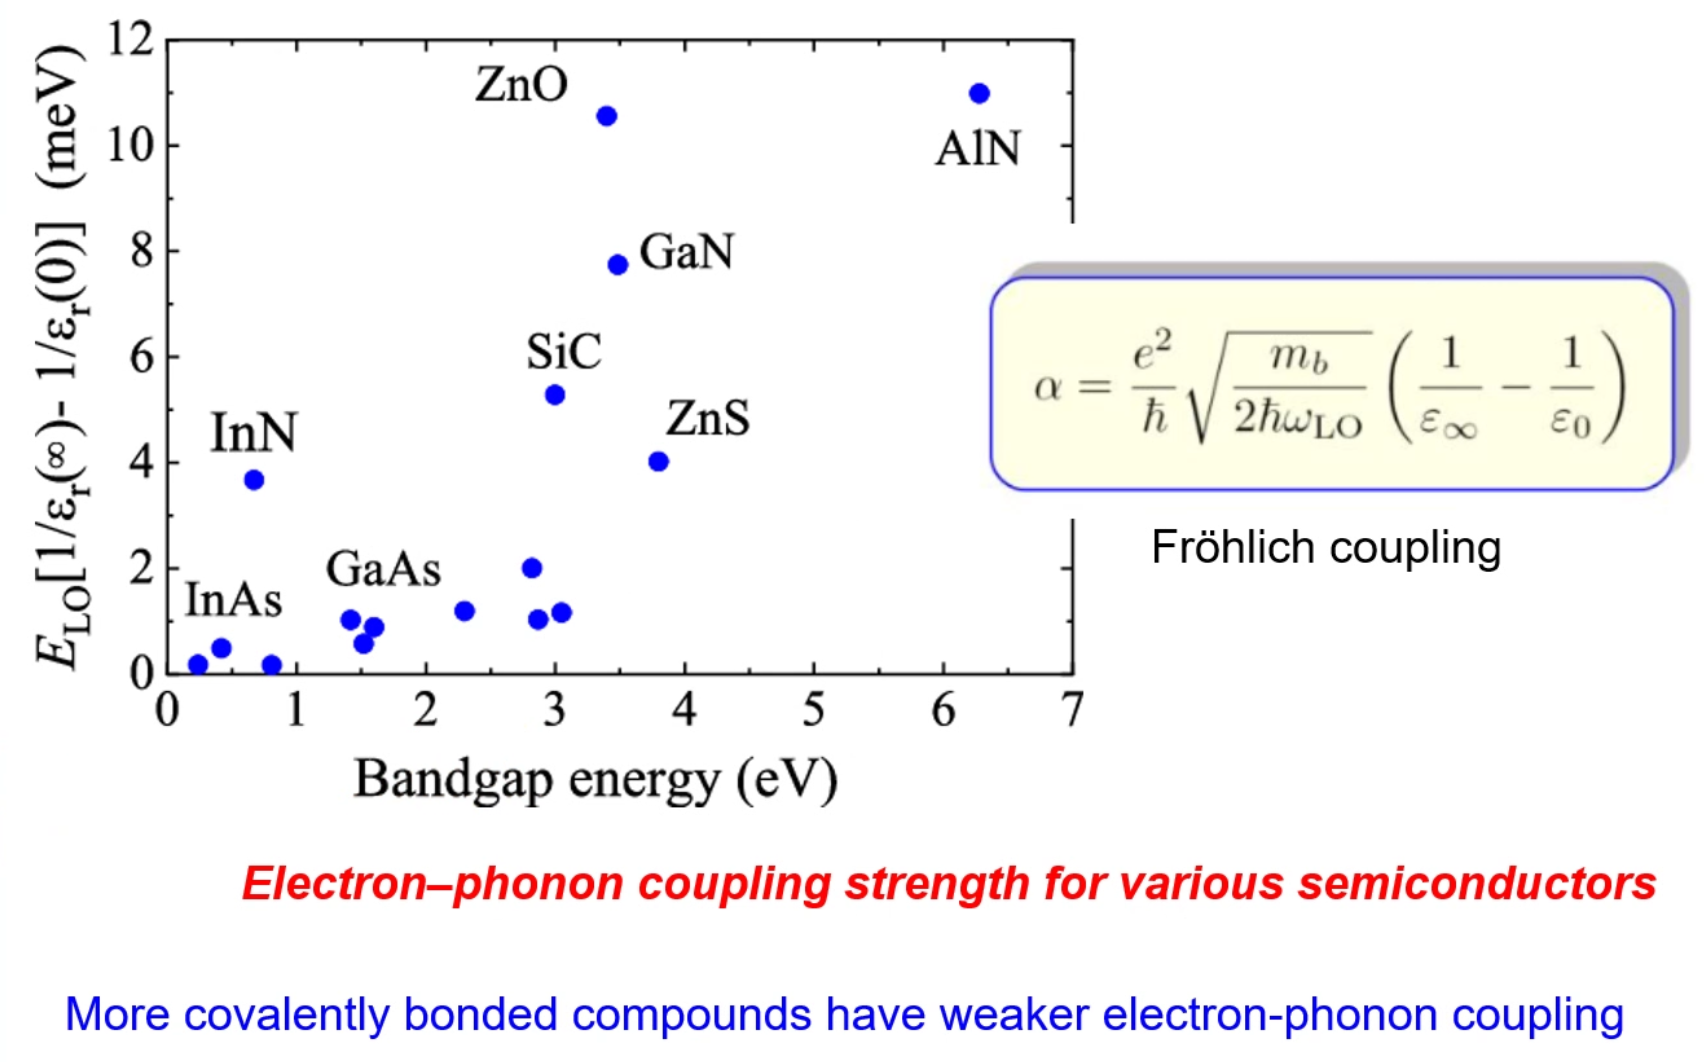 E_LO[1/ε_r(∞)- 1/ε_r(0)] (meV)
12
10
8
6
4
2
0
ZnO
AlN
GaN
SiC
ZnS
InN
GaAs
InAs
0 1 2 3 4 5 6 7
Bandgap energy (eV)
α = e²/ħ √(m_b/2ħω_LO) (1/ε_∞ − 1/ε_0)
Fröhlich coupling
Electron–phonon coupling strength for various semiconductors
More covalently bonded compounds have weaker electron-phonon coupling